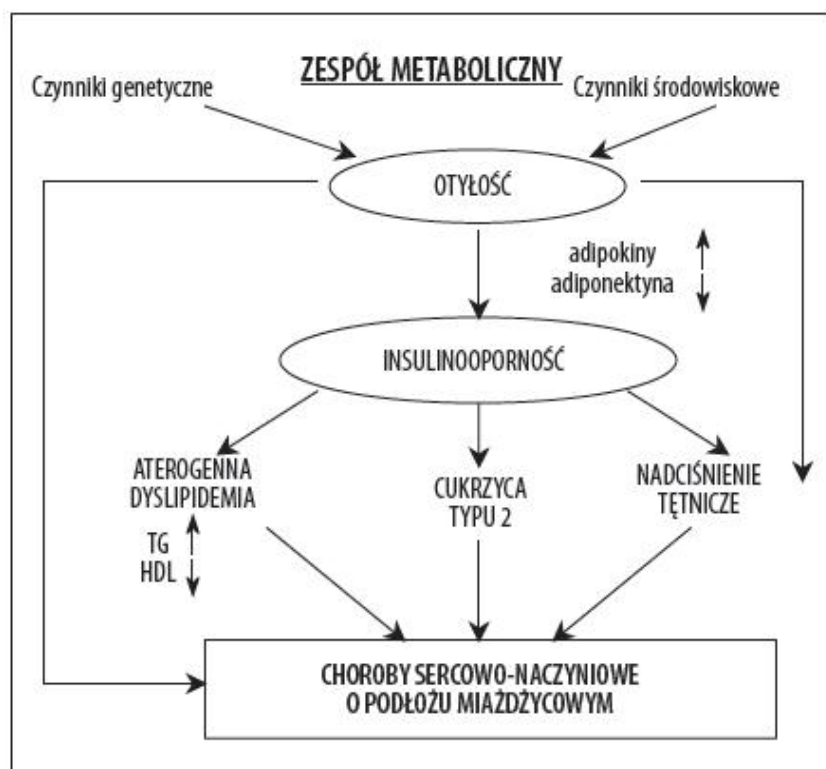 ZESPÓŁ METABOLICZNY
Czynniki genetyczne
Czynniki środowiskowe
OTYŁOŚĆ
adipokiny
adiponektyna
INSULINOOPORNOŚĆ
ATEROGENNA
DYSLIPIDEMIA
TG
HDL
CUKRZYCA
TYPU 2
NADCIŚNIENIE
TĘTNICZE
CHOROBY SERCOWO-NACZYNIOWE
O PODŁOŻU MIAŻDŻYCOWYM